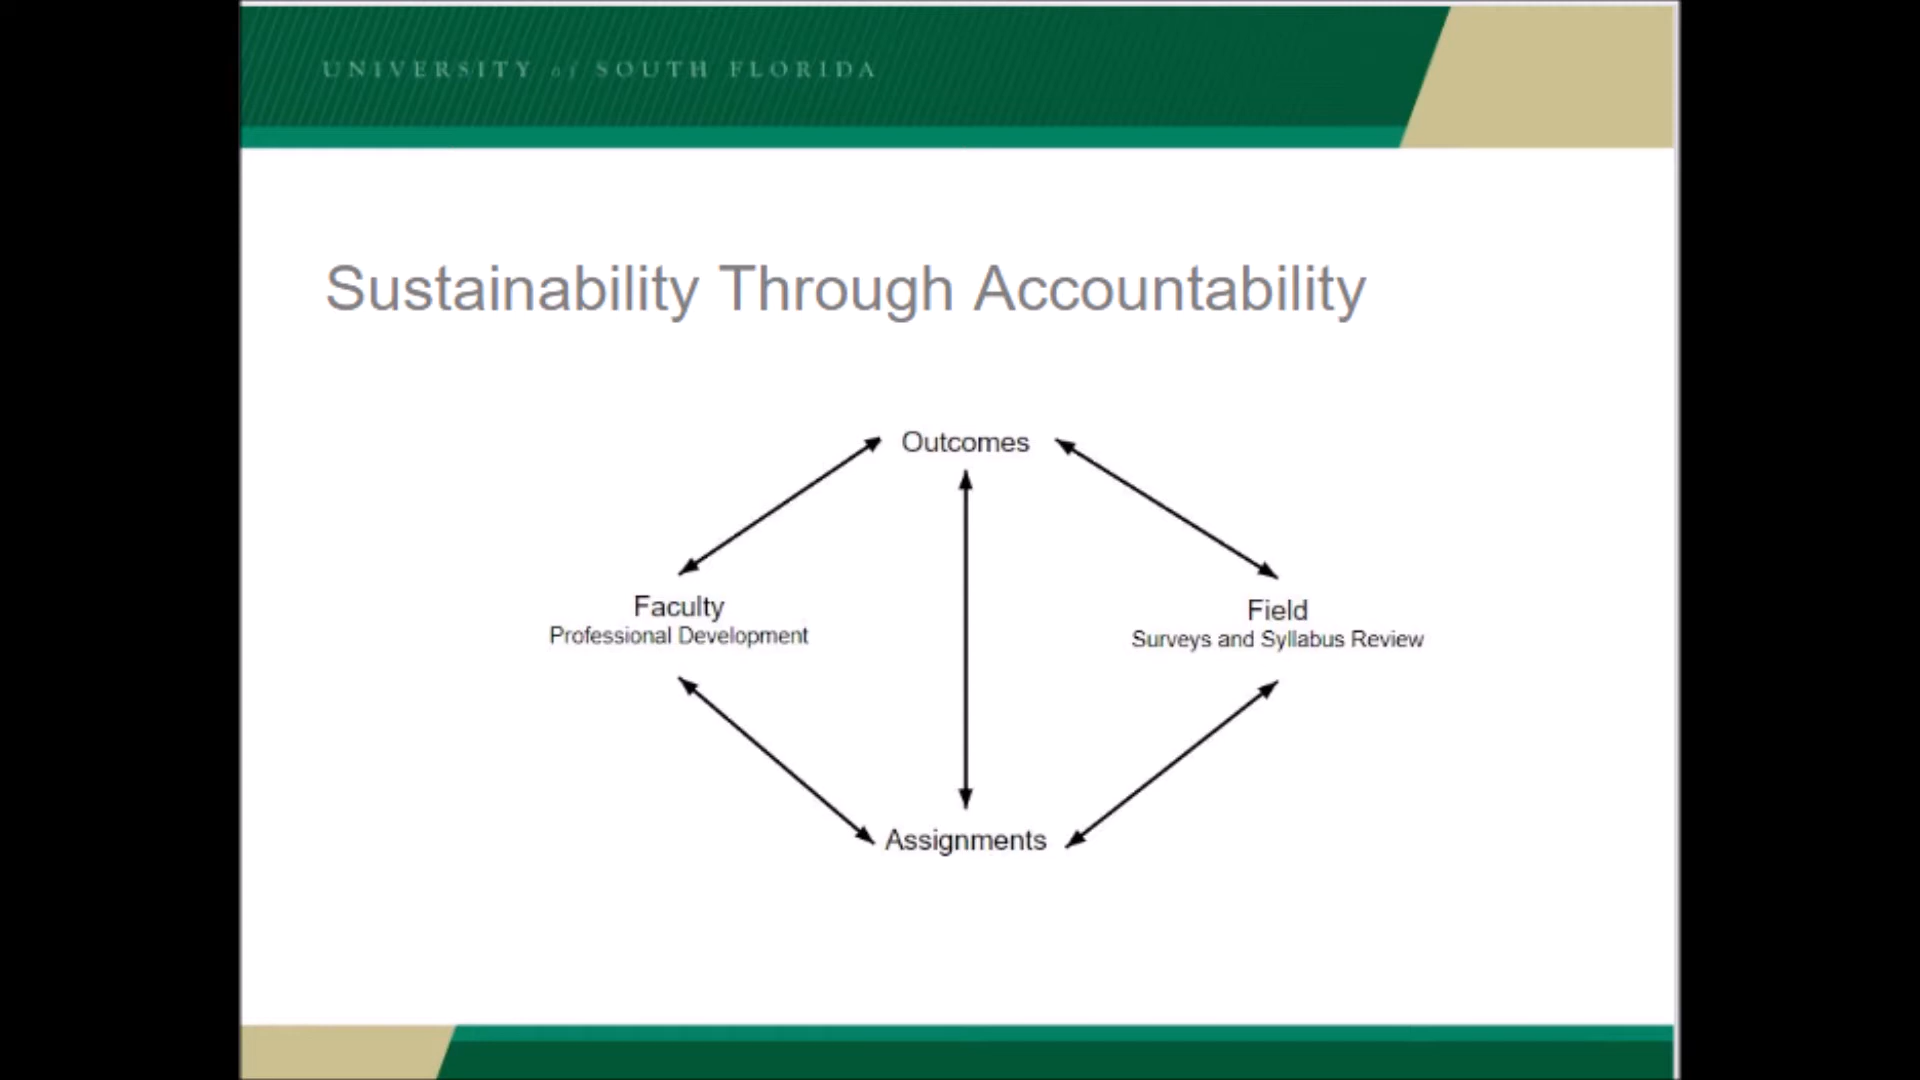 UNIVERSITY of SOUTH FLORIDA
Sustainability Through Accountability
Outcomes
Faculty
Professional Development
Field
Surveys and Syllabus Review
Assignments